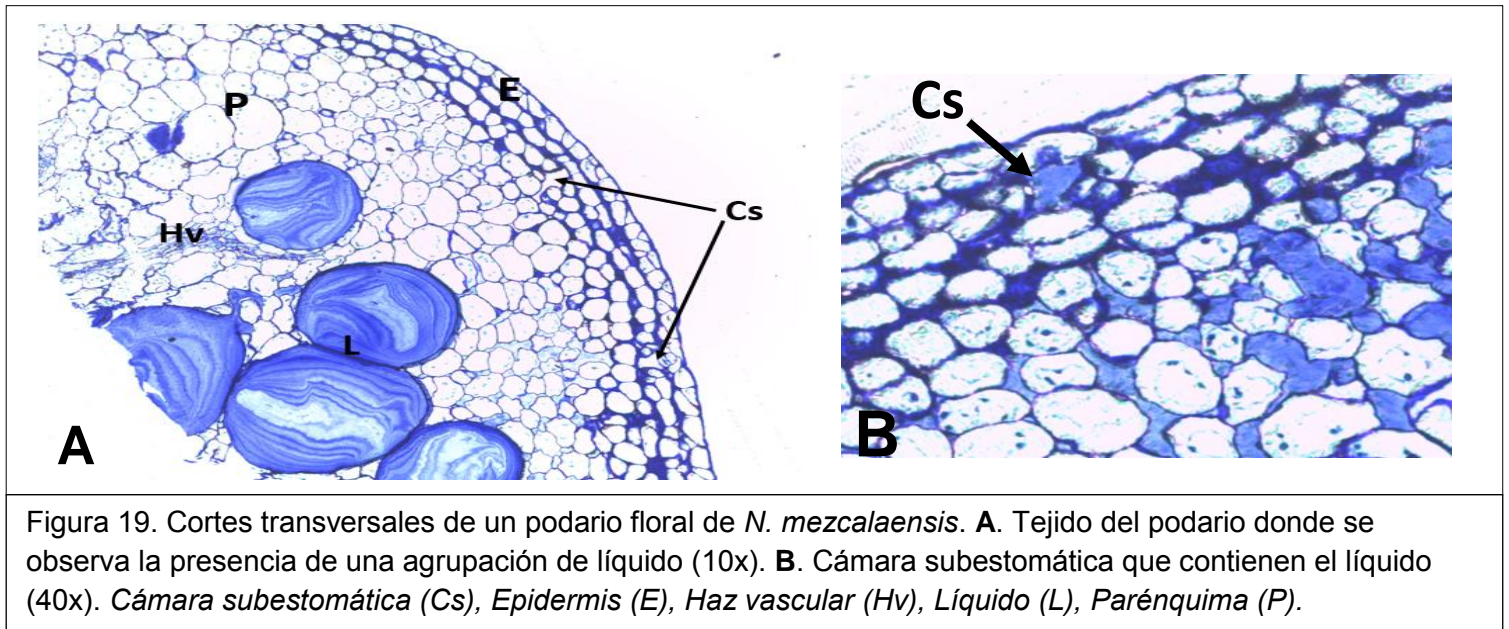 P
E
Hv
Cs
L
A
Cs
B
Figura 19. Cortes transversales de un podario floral de N. mezcalaensis. A. Tejido del podario donde se
observa la presencia de una agrupación de líquido (10x). B. Cámara subestomática que contienen el líquido
(40x). Cámara subestomática (Cs), Epidermis (E), Haz vascular (Hv), Líquido (L), Parénquima (P).